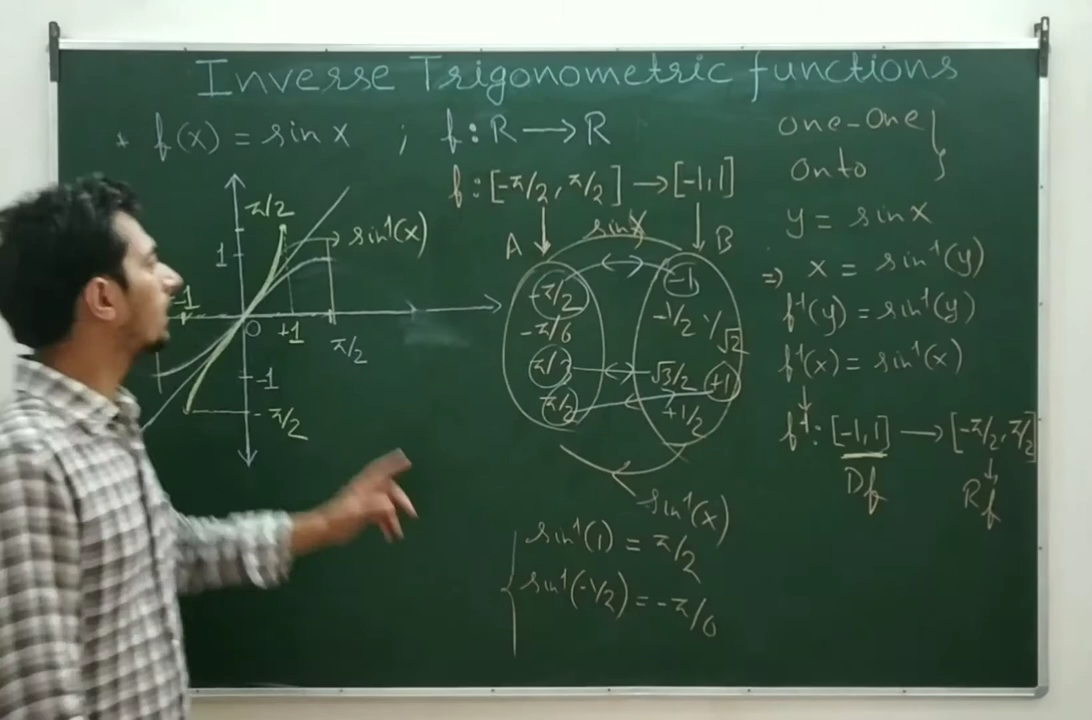 Inverse Trigonometric functions
* f(x) = sin x ; f: R → R
f: [-π/2, π/2] → [-1, 1]
one-one
onto
y = sin x
⇒ x = sin⁻¹(y)
f⁻¹(y) = sin⁻¹(y)
f⁻¹(x) = sin⁻¹(x)
f⁻¹: [-1, 1] → [-π/2, π/2]
Df
Rf
π/2
sin⁻¹(x)
1
-1
0
+1
π/2
-1
-π/2
A
sin x
B
-π/2
-1
-π/6
-1/2
1/√2
π/3
√3/2
+1
π/2
+1/2
sin⁻¹(x)
sin⁻¹(1) = π/2
sin⁻¹(-1/2) = -π/6